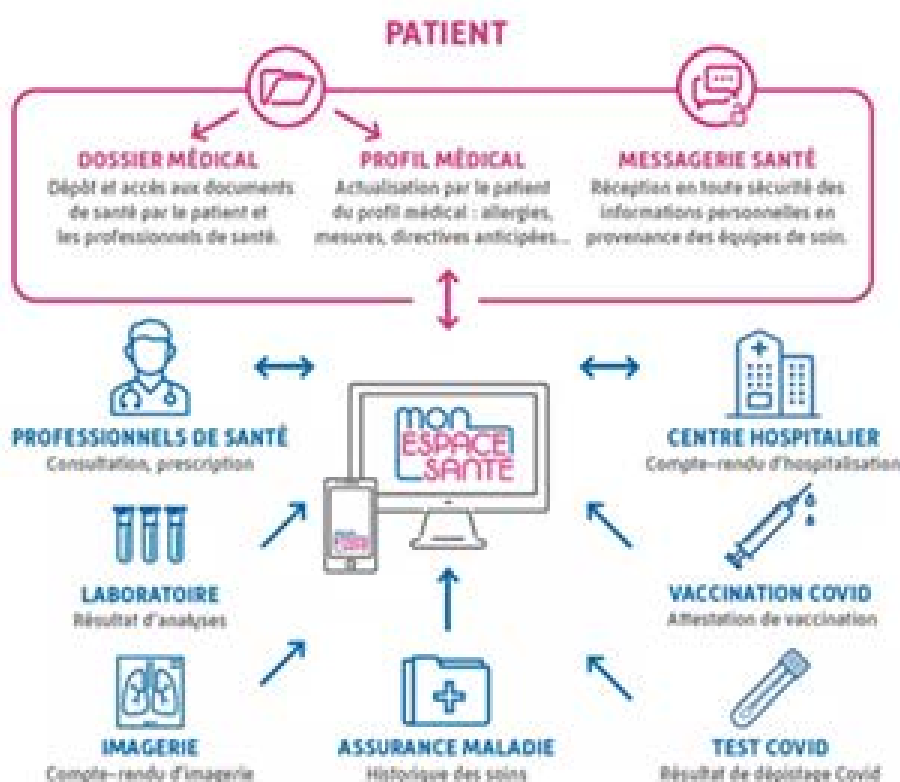 PATIENT
DOSSIER MÉDICAL
Dépôt et accès aux documents
de santé par le patient et
les professionnels de santé.
PROFIL MÉDICAL
Actualisation par le patient
du profil médical : allergies,
mesures, directives anticipées...
MESSAGERIE SANTÉ
Réception en toute sécurité des
informations personnelles en
provenance des équipes de soin.
PROFESSIONNELS DE SANTÉ
Consultation, prescription
mon
ESPACE
SANTÉ
CENTRE HOSPITALIER
Compte-rendu d'hospitalisation
LABORATOIRE
Résultat d'analyses
VACCINATION COVID
Attestation de vaccination
IMAGERIE
Compte-rendu d'imagerie
ASSURANCE MALADIE
Historique des soins
TEST COVID
Résultat de dépistage Covid